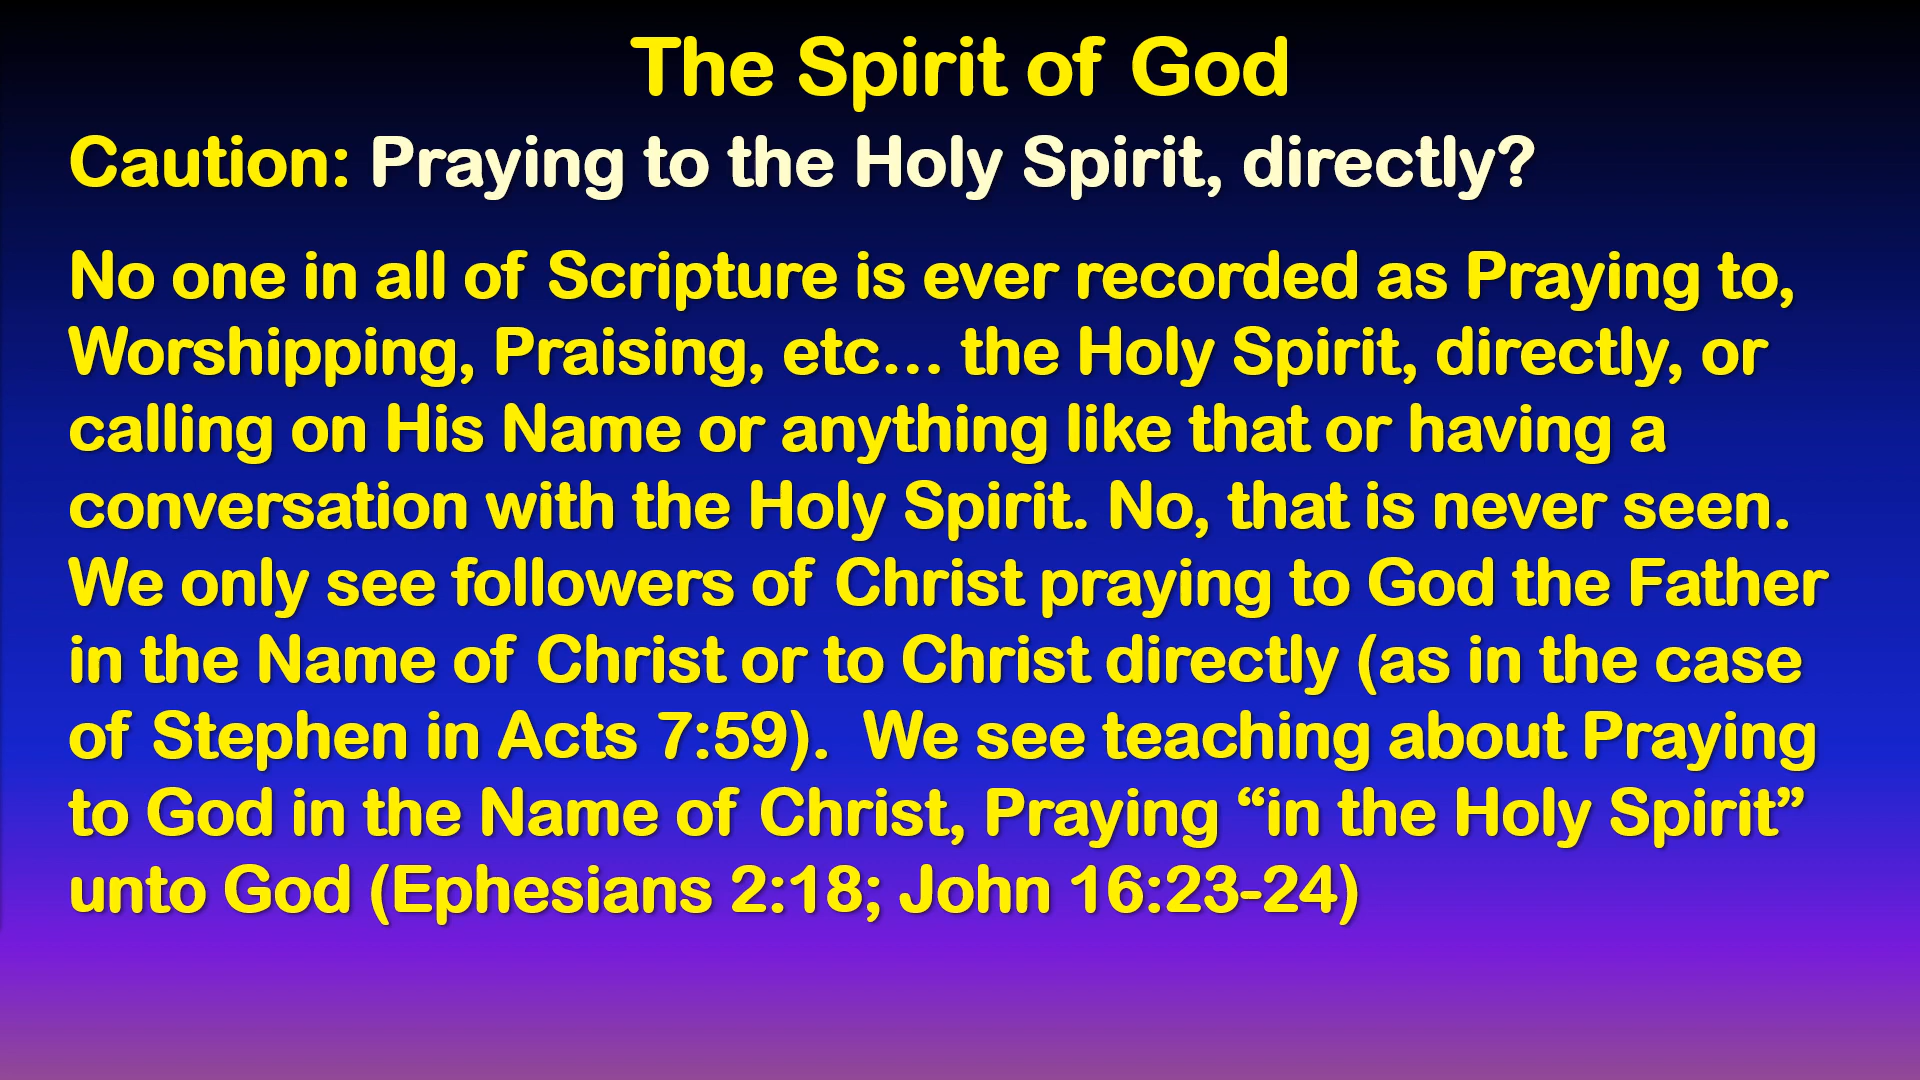 The Spirit of God
Caution: Praying to the Holy Spirit, directly?
No one in all of Scripture is ever recorded as Praying to,
Worshipping, Praising, etc… the Holy Spirit, directly, or
calling on His Name or anything like that or having a
conversation with the Holy Spirit. No, that is never seen.
We only see followers of Christ praying to God the Father
in the Name of Christ or to Christ directly (as in the case
of Stephen in Acts 7:59).  We see teaching about Praying
to God in the Name of Christ, Praying “in the Holy Spirit”
unto God (Ephesians 2:18; John 16:23-24)